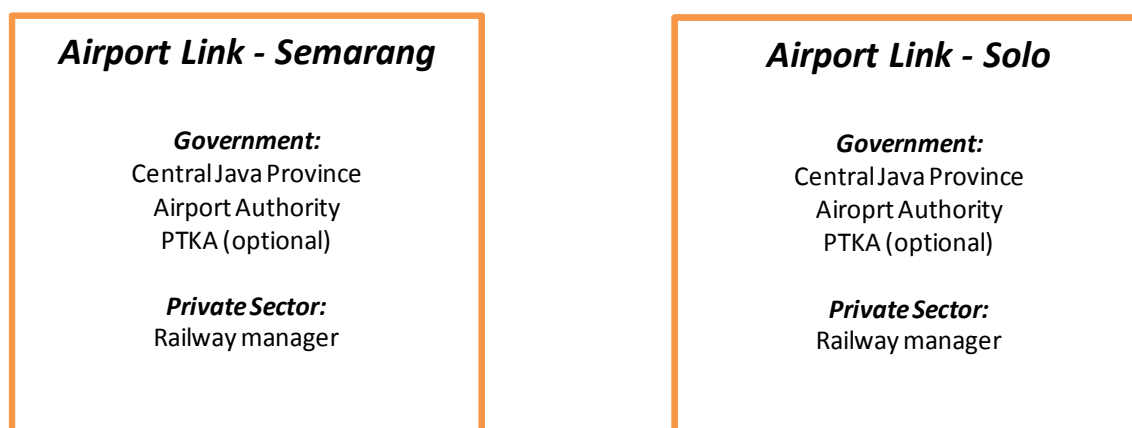 Airport Link - Semarang
Government:
Central Java Province
Airport Authority
PTKA (optional)
Private Sector:
Railway manager
Airport Link - Solo
Government:
Central Java Province
Airoprt Authority
PTKA (optional)
Private Sector:
Railway manager